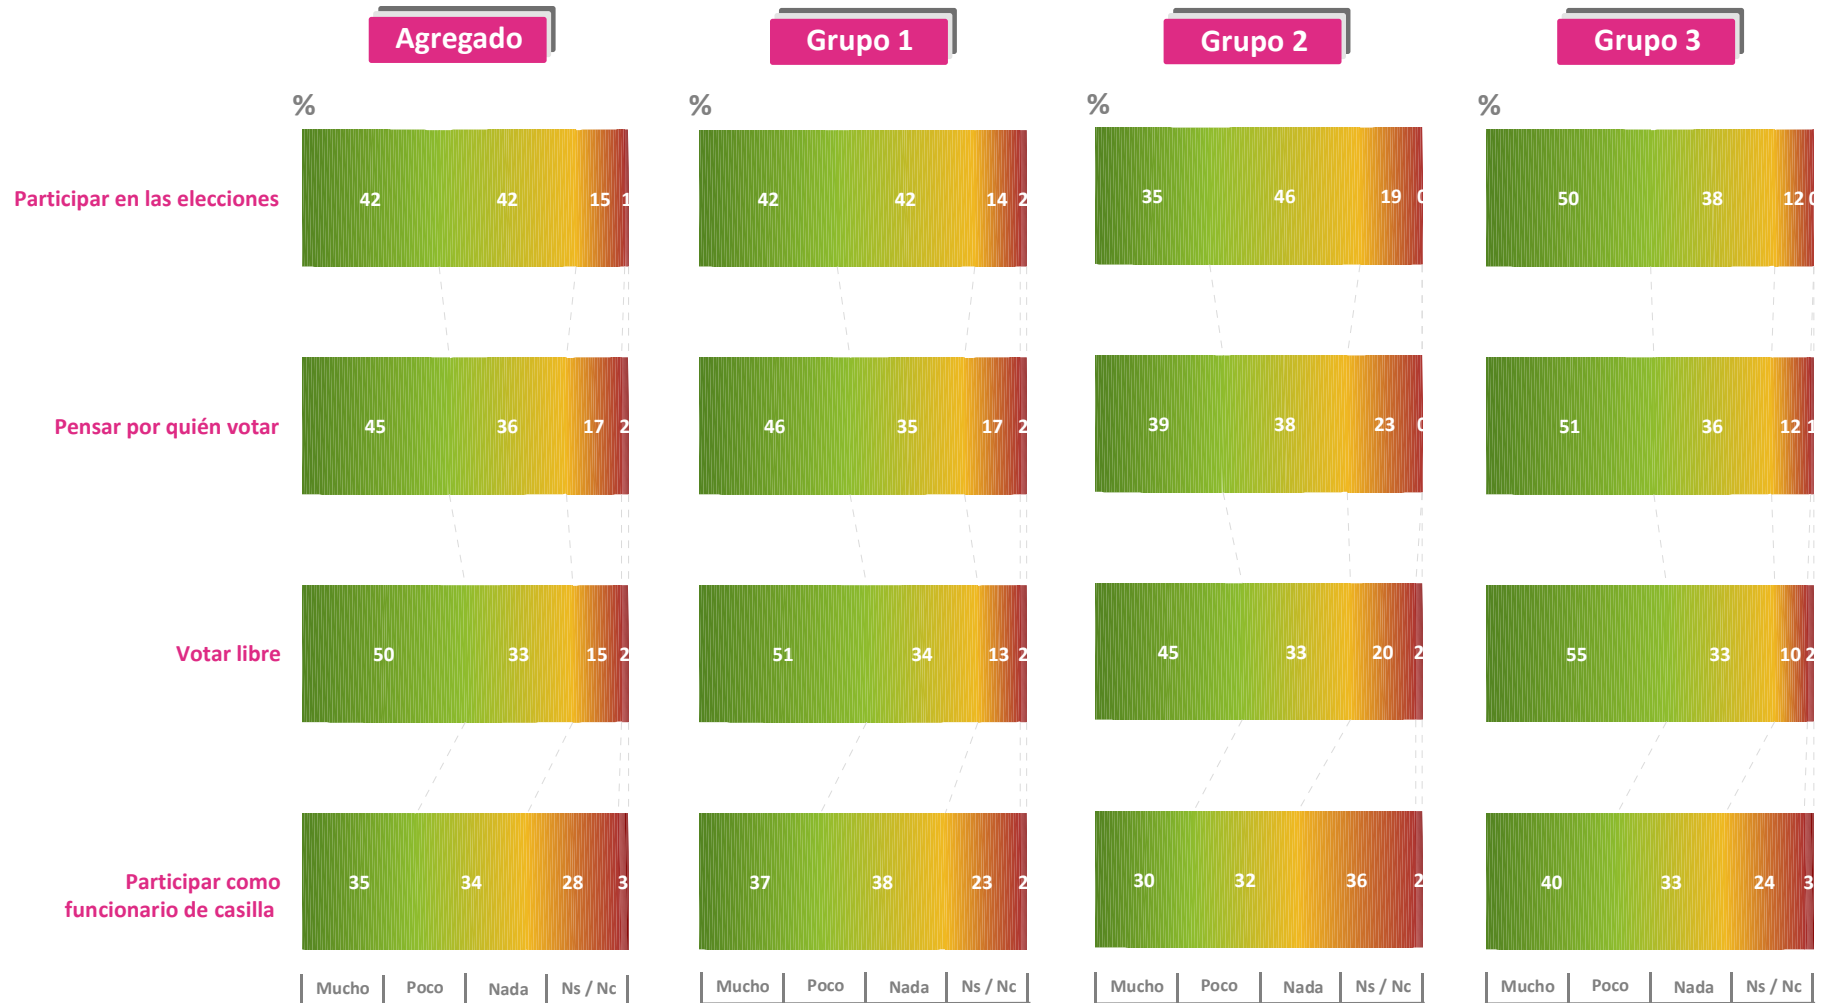 Agregado Grupo 1 Grupo 2 Grupo 3
% % % %
Participar en las elecciones 42 42 15 1 42 42 14 2 35 46 19 0 50 38 12 0
Pensar por quién votar 45 36 17 2 46 35 17 2 39 38 23 0 51 36 12 1
Votar libre 50 33 15 2 51 34 13 2 45 33 20 2 55 33 10 2
Participar como
funcionario de casilla 35 34 28 3 37 38 23 2 30 32 36 2 40 33 24 3
Mucho Poco Nada Ns / Nc Mucho Poco Nada Ns / Nc Mucho Poco Nada Ns / Nc Mucho Poco Nada Ns / Nc